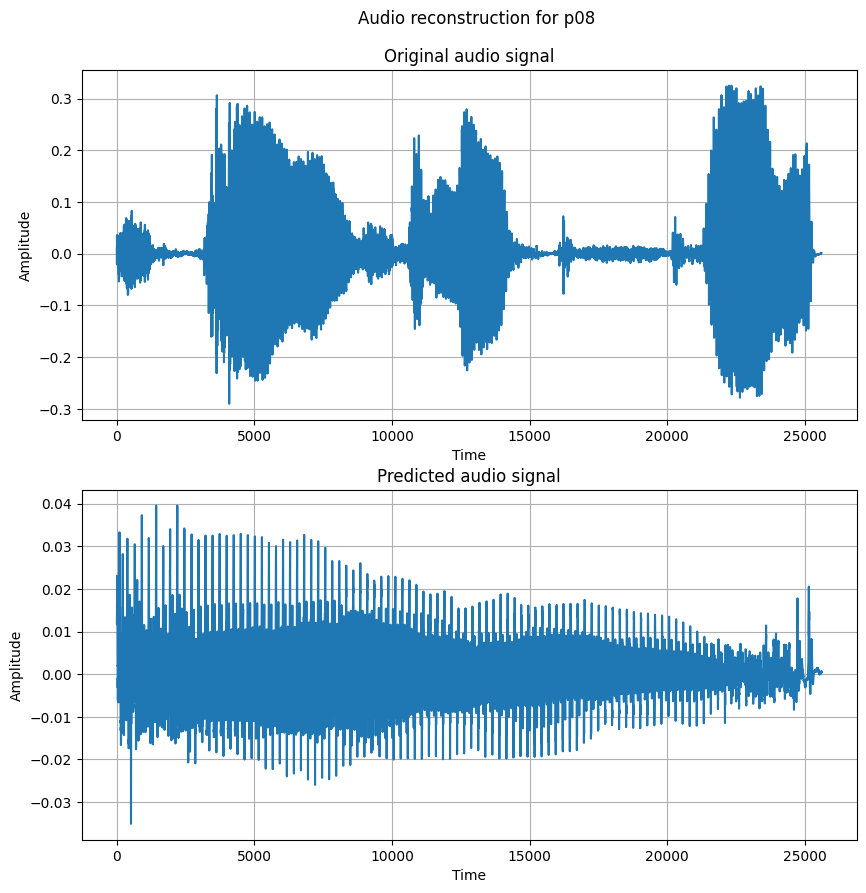 Audio reconstruction for p08
Original audio signal
0.3
0.2
0.1
0.0
−0.1
−0.2
−0.3
Amplitude
0 5000 10000 15000 20000 25000
Time
Predicted audio signal
0.04
0.03
0.02
0.01
0.00
−0.01
−0.02
−0.03
Amplitude
0 5000 10000 15000 20000 25000
Time